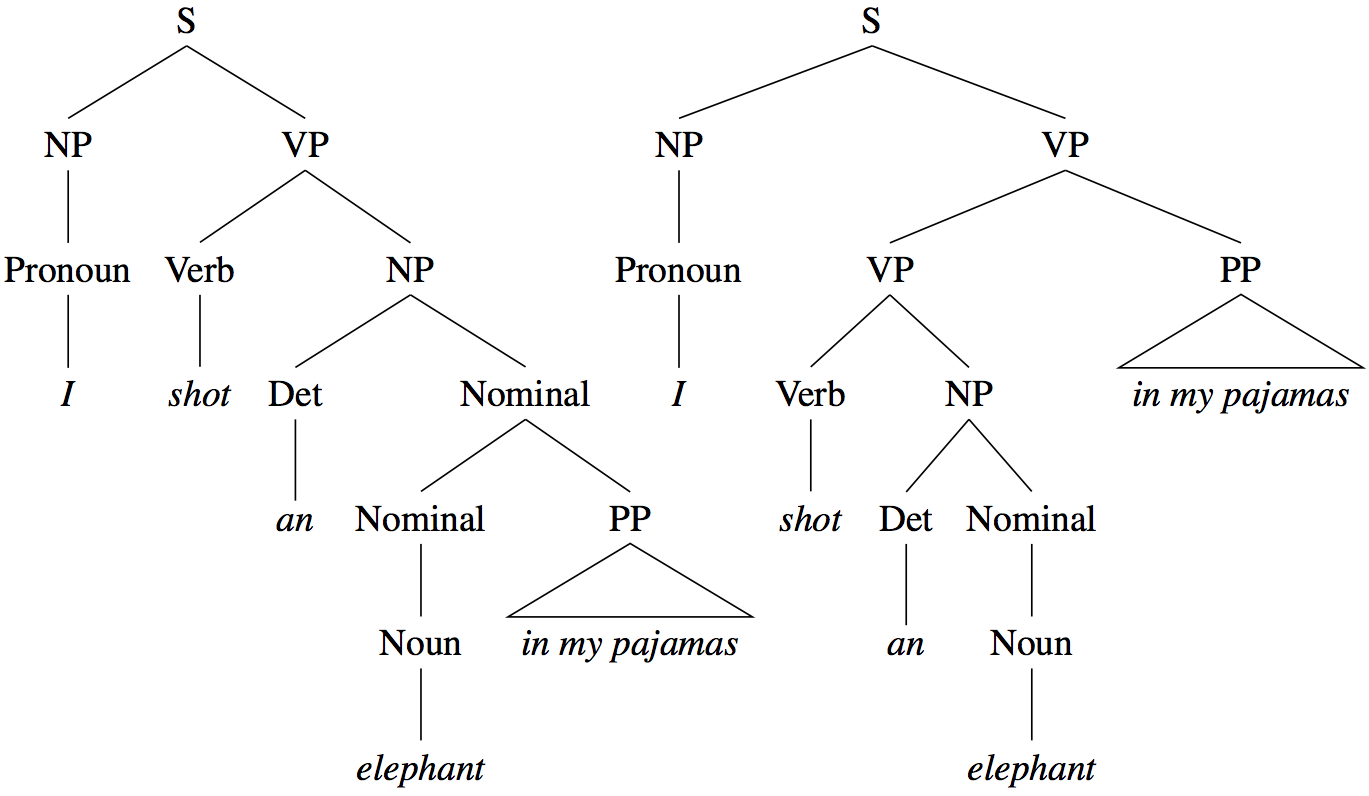 S S
NP VP NP VP
Pronoun Verb NP Pronoun VP PP
I shot Det Nominal I Verb NP in my pajamas
an Nominal PP shot Det Nominal
Noun in my pajamas an Noun
elephant elephant